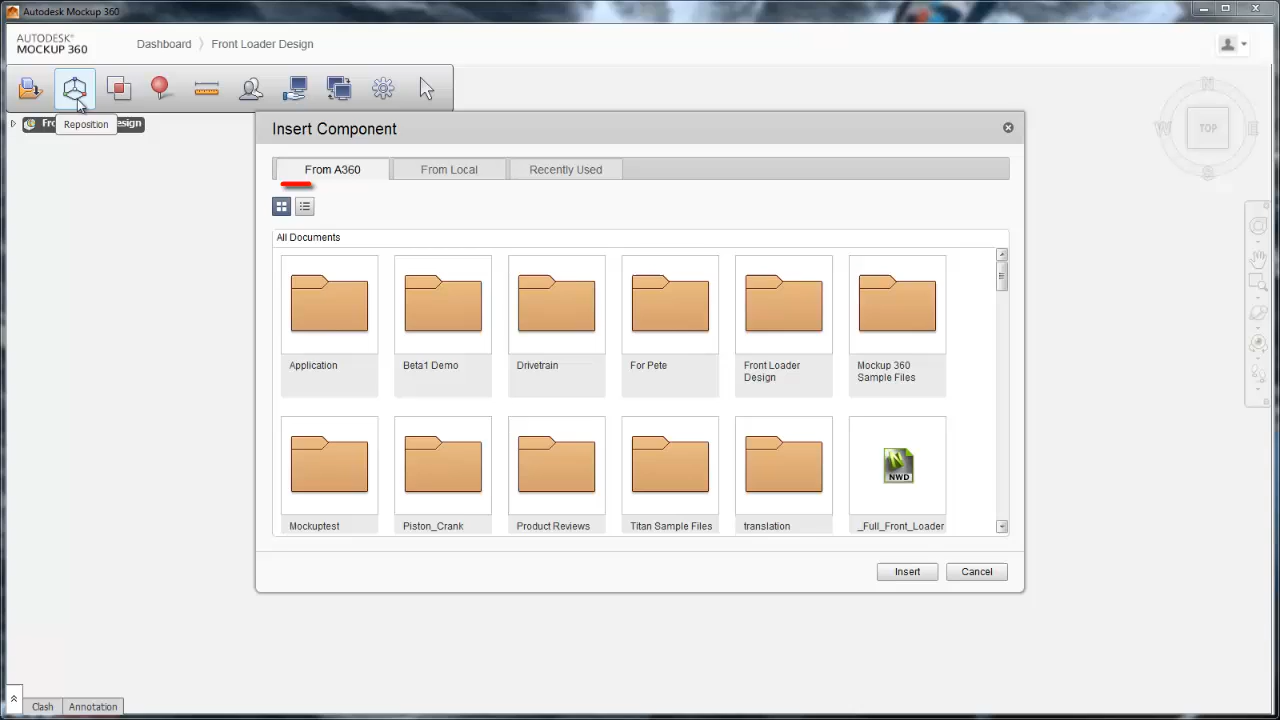 Autodesk Mockup 360
AUTODESK®
MOCKUP 360
Dashboard
Front Loader Design
Reposition
Insert Component
From A360
From Local
Recently Used
All Documents
Application
Beta1 Demo
Drivetrain
For Pete
Front Loader
Design
Mockup 360
Sample Files
NWD
Mockuptest
Piston_Crank
Product Reviews
Titan Sample Files
translation
_Full_Front_Loader
Insert
Cancel
N
W
TOP
E
S
Clash
Annotation